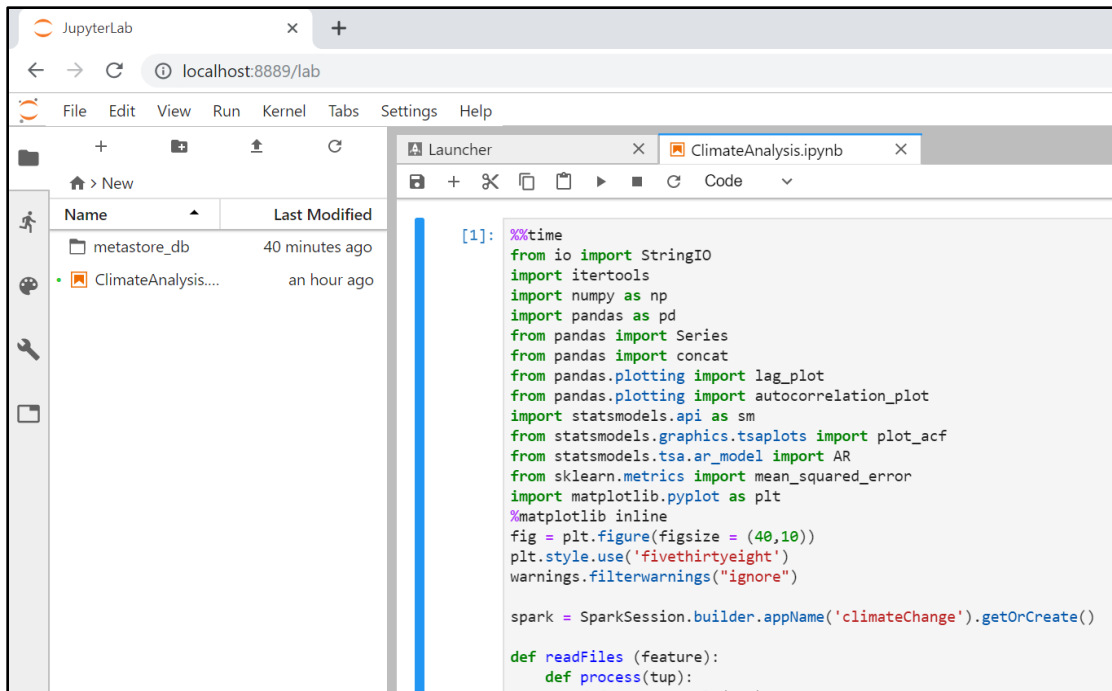 JupyterLab
localhost:8889/lab
File Edit View Run Kernel Tabs Settings Help
> New
Name Last Modified
metastore_db 40 minutes ago
ClimateAnalysis.... an hour ago
Launcher
ClimateAnalysis.ipynb
Code
[1]: %%time
from io import StringIO
import itertools
import numpy as np
import pandas as pd
from pandas import Series
from pandas import concat
from pandas.plotting import lag_plot
from pandas.plotting import autocorrelation_plot
import statsmodels.api as sm
from statsmodels.graphics.tsaplots import plot_acf
from statsmodels.tsa.ar_model import AR
from sklearn.metrics import mean_squared_error
import matplotlib.pyplot as plt
%matplotlib inline
fig = plt.figure(figsize = (40,10))
plt.style.use('fivethirtyeight')
warnings.filterwarnings("ignore")
spark = SparkSession.builder.appName('climateChange').getOrCreate()
def readFiles (feature):
    def process(tup):